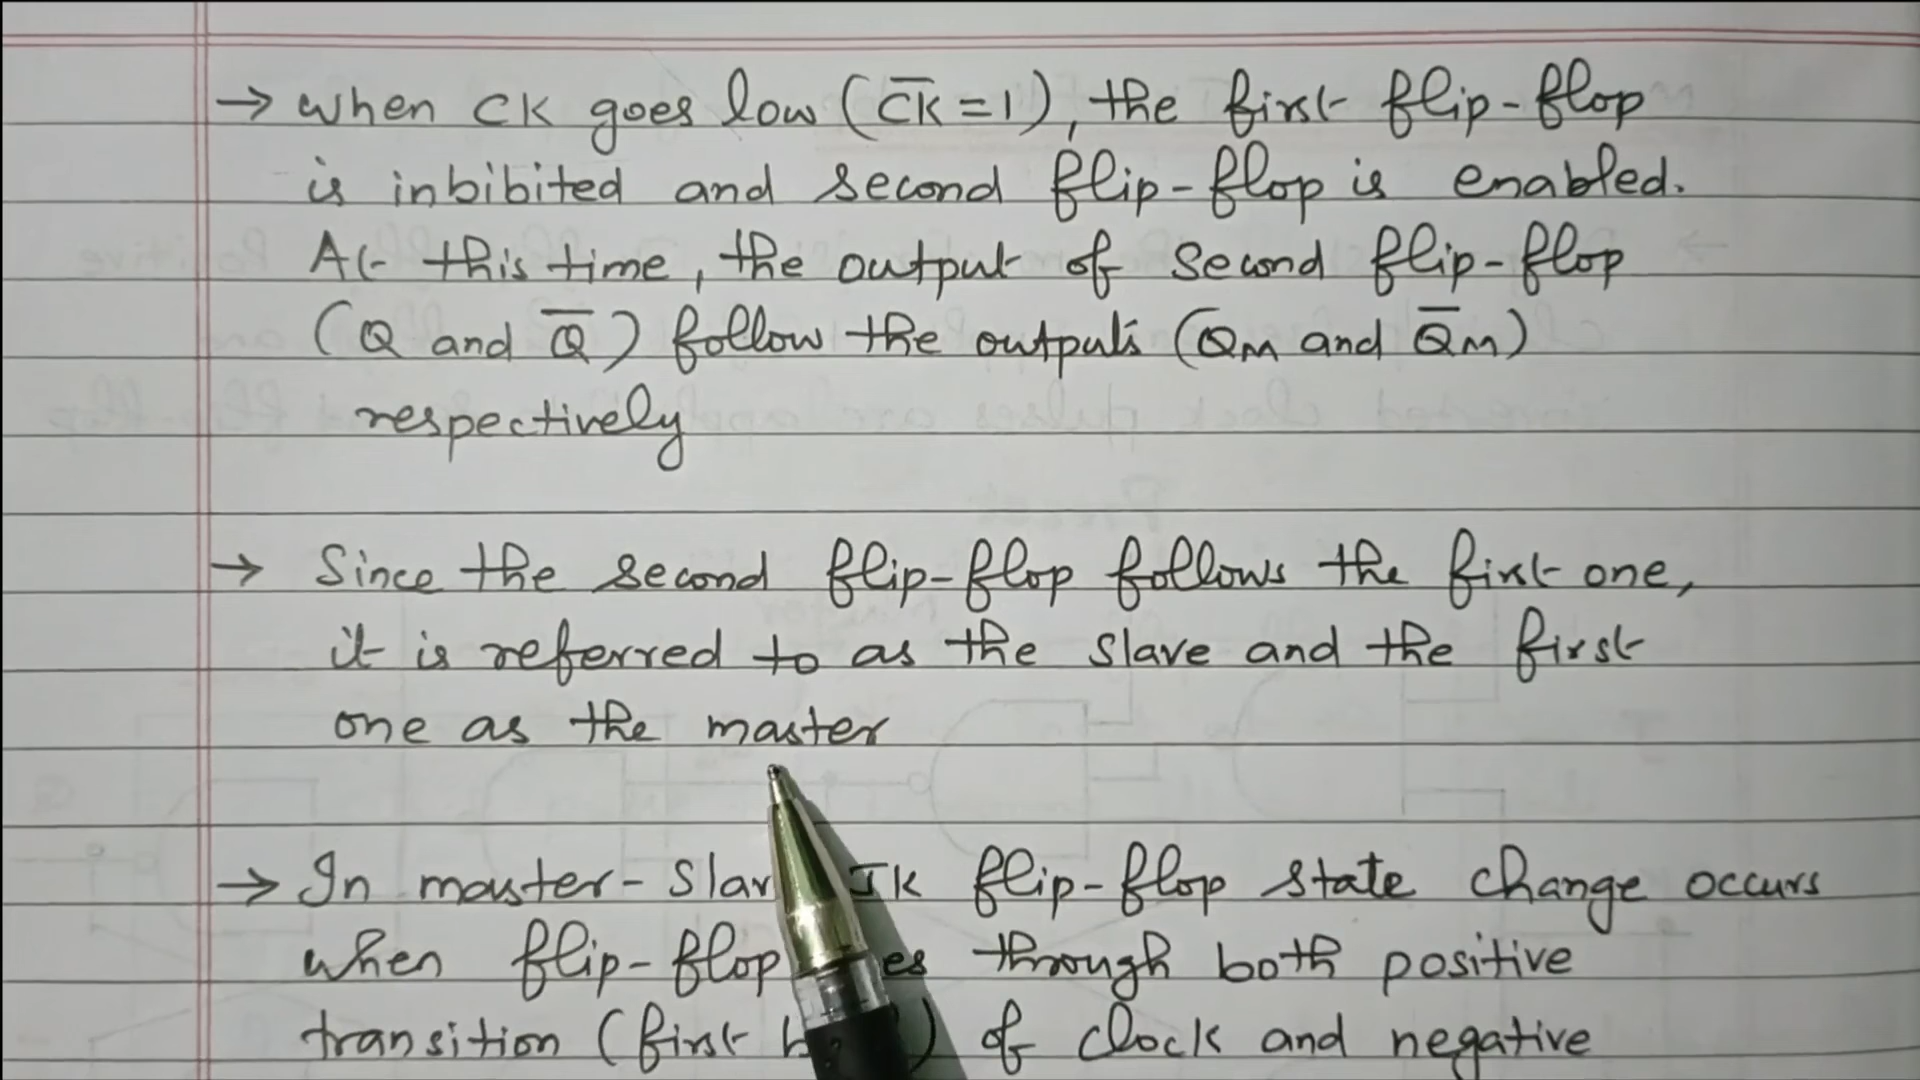 → when CK goes low (C̅K̅ = 1), the first flip-flop
is inbibited and second flip-flop is enabled.
At this time, the output of second flip-flop
(Q and Q̅) follow the outputs (QM and Q̅M)
respectively
→ Since the second flip-flop follows the first one,
it is referred to as the slave and the first
one as the master
→ In master-slav JK flip-flop state change occurs
when flip-flop es through both positive
transition (first ) of clock and negative